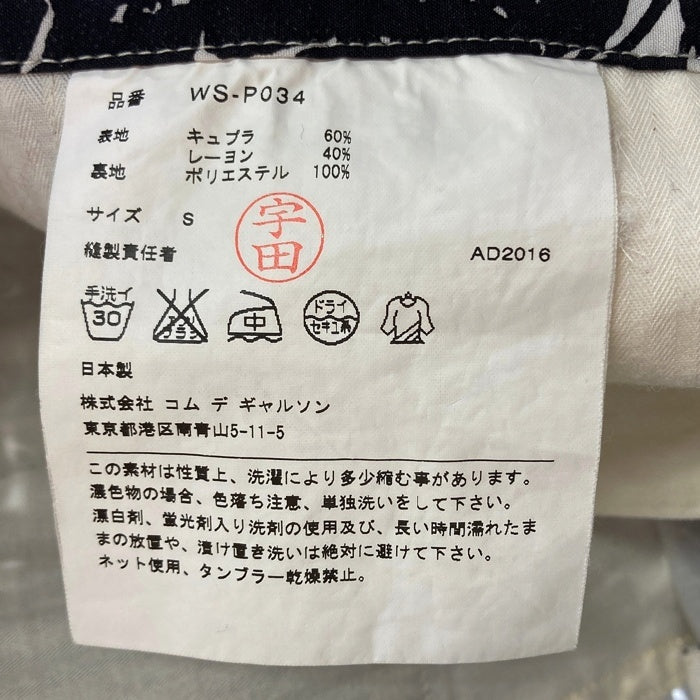 品番 WS-P034
表地 キュプラ 60%
レーヨン 40%
裏地 ポリエステル 100%
サイズ S
宇田
縫製責任者 AD2016
手洗イ
30
エンソ
サラシ
中
ドライ
セキユ系
日本製
株式会社 コム デ ギャルソン
東京都港区南青山5-11-5
この素材は性質上、洗濯により多少縮む事があります。
濃色物の場合、色落ち注意、単独洗いをして下さい。
漂白剤、蛍光剤入り洗剤の使用及び、長い時間濡れたま
まの放置や、漬け置き洗いは絶対に避けて下さい。
ネット使用、タンブラー乾燥禁止。